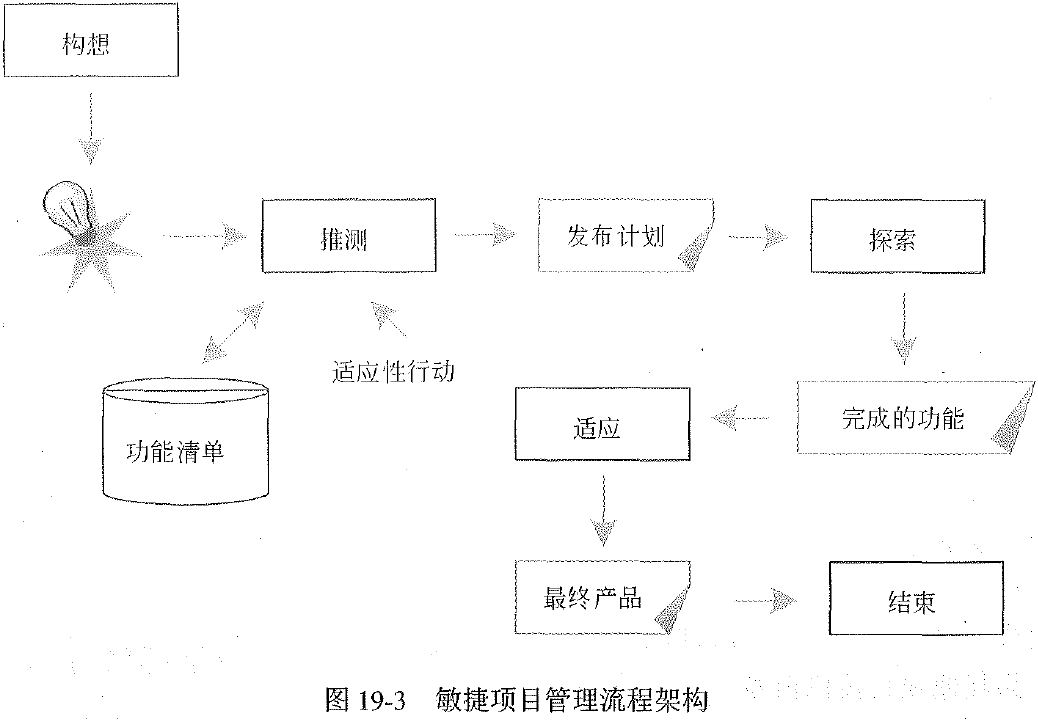 构想
推测
发布计划
探索
适应性行动
功能清单
适应
完成的功能
最终产品
结束
图 19-3 敏捷项目管理流程架构